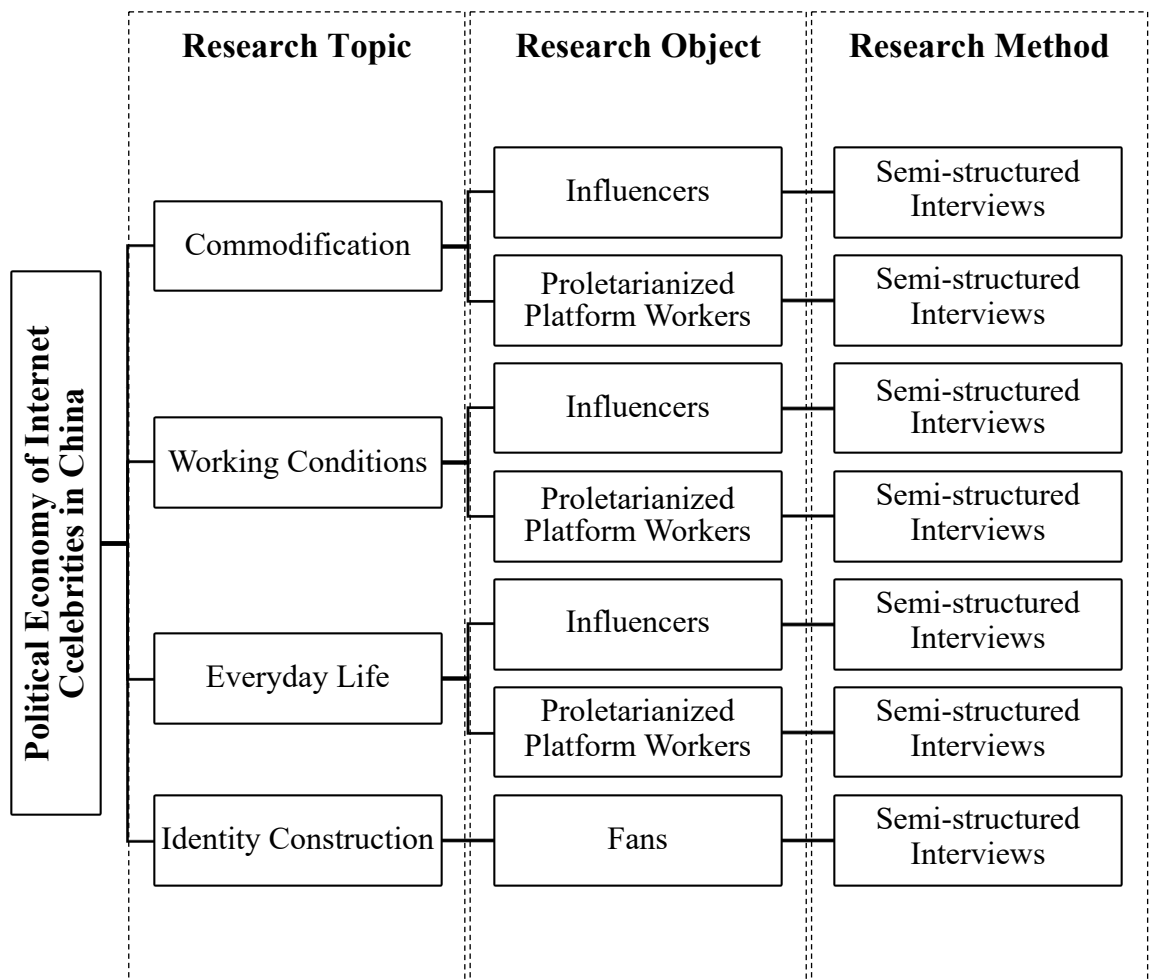 Research Topic
Research Object
Research Method
Political Economy of Internet
Ccelebrities in China
Commodification
Influencers
Semi-structured
Interviews
Proletarianized
Platform Workers
Semi-structured
Interviews
Working Conditions
Influencers
Semi-structured
Interviews
Proletarianized
Platform Workers
Semi-structured
Interviews
Everyday Life
Influencers
Semi-structured
Interviews
Proletarianized
Platform Workers
Semi-structured
Interviews
Identity Construction
Fans
Semi-structured
Interviews